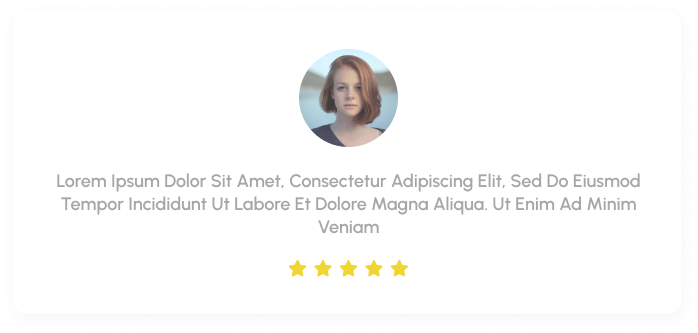 Lorem Ipsum Dolor Sit Amet, Consectetur Adipiscing Elit, Sed Do Eiusmod
Tempor Incididunt Ut Labore Et Dolore Magna Aliqua. Ut Enim Ad Minim
Veniam